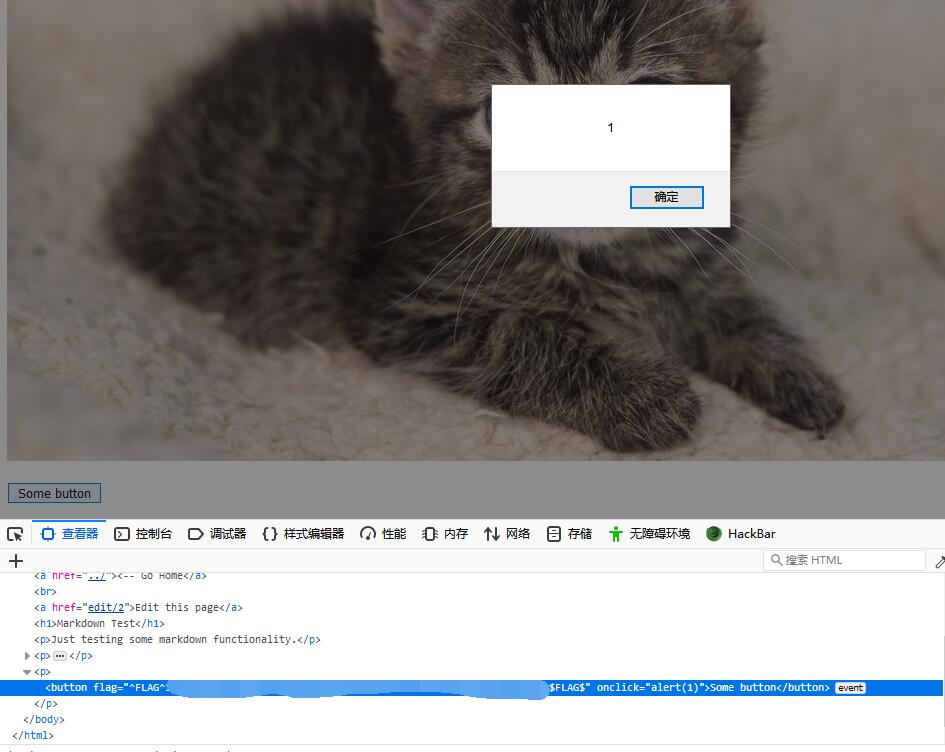 1
确定
Some button
查看器 控制台 调试器 {} 样式编辑器 性能 内存 网络 存储 无障碍环境 HackBar
+ 搜索 HTML
<a href="../"><-- Go Home</a>
<br>
<a href="edit/2">Edit this page</a>
<h1>Markdown Test</h1>
<p>Just testing some markdown functionality.</p>
<p>…</p>
<p>
<button flag="^FLAG^ $FLAG$" onclick="alert(1)">Some button</button> event
</p>
</body>
</html>